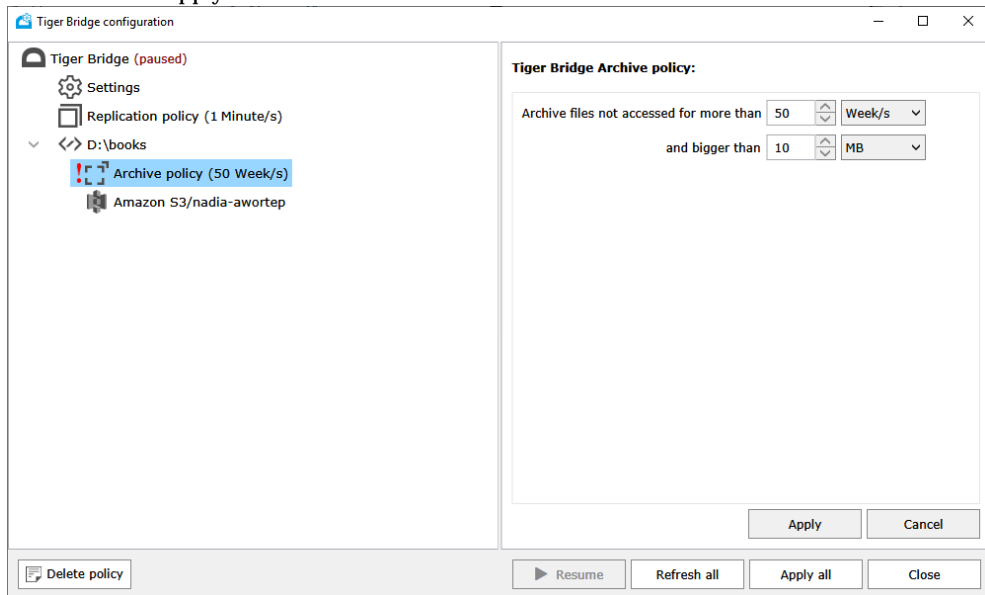 Tiger Bridge configuration
Tiger Bridge (paused)
Settings
Replication policy (1 Minute/s)
D:\books
! Archive policy (50 Week/s)
Amazon S3/nadia-awortep
Tiger Bridge Archive policy:
Archive files not accessed for more than 50 Week/s
and bigger than 10 MB
Apply Cancel
Delete policy Resume Refresh all Apply all Close